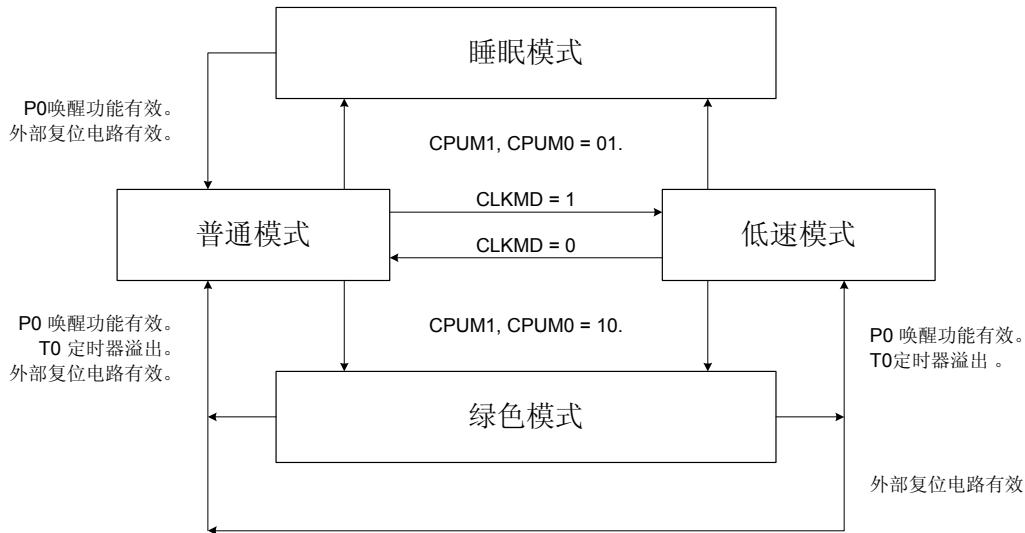 睡眠模式
P0唤醒功能有效。
外部复位电路有效。
CPUM1, CPUM0 = 01.
普通模式
CLKMD = 1
CLKMD = 0
低速模式
P0 唤醒功能有效。
T0 定时器溢出。
外部复位电路有效。
CPUM1, CPUM0 = 10.
P0 唤醒功能有效。
T0定时器溢出 。
绿色模式
外部复位电路有效